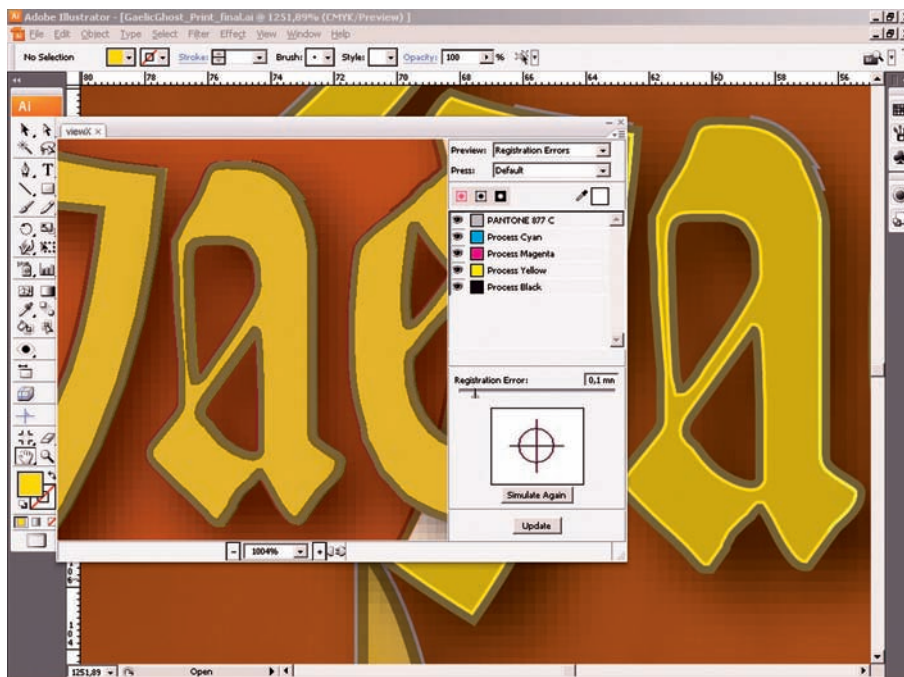 Adobe Illustrator - [GaelicGhost_Print_final.ai @ 1251,89% (CMYK/Preview) ]
File Edit Object Type Select Filter Effect View Window Help
No Selection Stroke: Brush: Style: Opacity: 100 %
80 78 76 74 72 70 68 66 64 62 60 58 56
Ai
viewX
Preview: Registration Errors
Press: Default
PANTONE 877 C
Process Cyan
Process Magenta
Process Yellow
Process Black
Registration Error: 0,1 mn
Simulate Again
Update
1004%
a e a
1251,89 Open